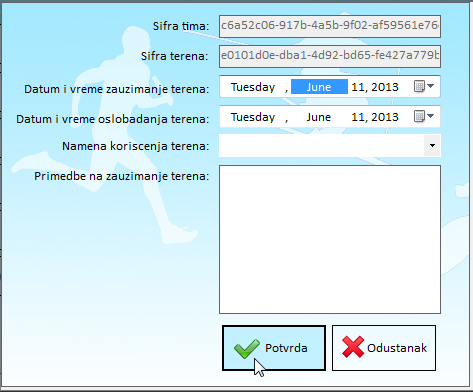 Sifra tima: c6a52c06-917b-4a5b-9f02-af59561e76
Sifra terena: e0101d0e-dba1-4d92-bd65-fe427a779b
Datum i vreme zauzimanje terena: Tuesday , June 11, 2013
Datum i vreme oslobadanja terena: Tuesday , June 11, 2013
Namena koriscenja terena:
Primedbe na zauzimanje terena:
Potvrda Odustanak